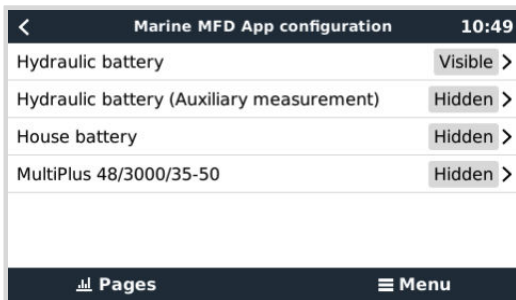 Marine MFD App configuration 10:49
Hydraulic battery Visible
Hydraulic battery (Auxiliary measurement) Hidden
House battery Hidden
MultiPlus 48/3000/35-50 Hidden
Pages Menu